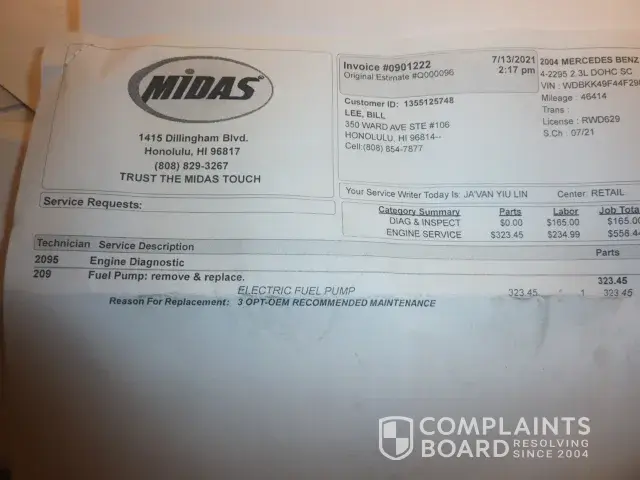 MIDAS®
1415 Dillingham Blvd.
Honolulu, HI 96817
(808) 829-3267
TRUST THE MIDAS TOUCH
Invoice #0901222
Original Estimate #Q000096
7/13/2021
2:17 pm
Customer ID: 1355125748
LEE, BILL
350 WARD AVE STE #106
HONOLULU, HI 96814--
Cell:(808) 854-7877
2004 MERCEDES BENZ
4-2295 2.3L DOHC SC
VIN : WDBKK49F44F29
Mileage : 46414
Trans :
License : RWD629
S.Ch : 07/21
Your Service Writer Today Is: JA'VAN YIU LIN Center: RETAIL
Service Requests:
Category Summary Parts Labor Job Tota
DIAG & INSPECT $0.00 $165.00 $165.00
ENGINE SERVICE $323.45 $234.99 $558.44
Technician Service Description Parts
2095 Engine Diagnostic
209 Fuel Pump: remove & replace. 323.45
ELECTRIC FUEL PUMP 323.45 1 323.45
Reason For Replacement: 3 OPT-OEM RECOMMENDED MAINTENANCE
COMPLAINTS
BOARD RESOLVING
SINCE 2004